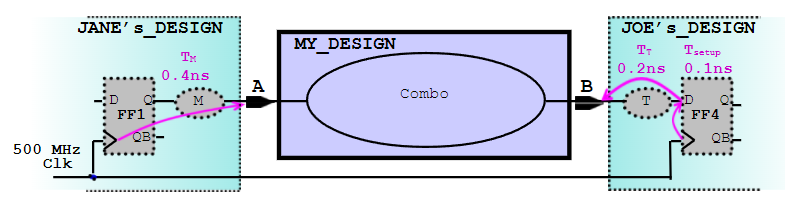 JANE's_DESIGN
JOE's_DESIGN
MY_DESIGN
TM
0.4ns
A
B
TT
0.2ns
Tsetup
0.1ns
Combo
D
Q
M
FF1
QB
T
D
Q
FF4
QB
500 MHz
Clk